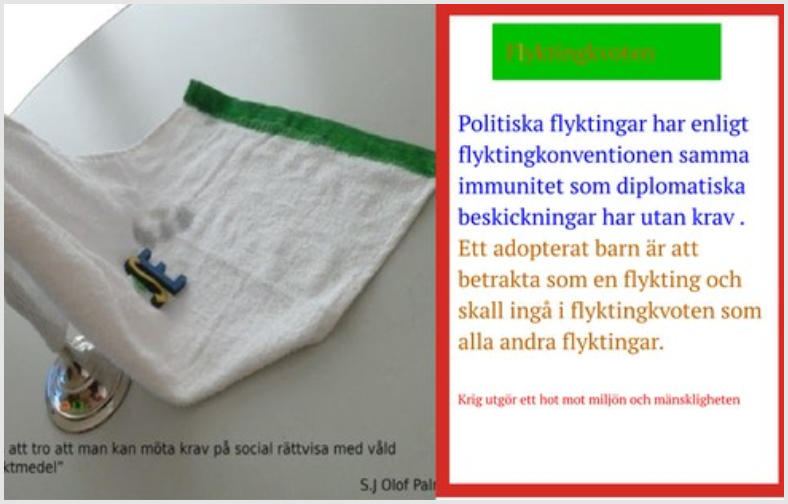 att tro att man kan möta krav på social rättvisa med våld
ktmedel"
S.J Olof Palm
Flyktingkvoten
Politiska flyktingar har enligt
flyktingkonventionen samma
immunitet som diplomatiska
beskickningar har utan krav .
Ett adopterat barn är att
betrakta som en flykting och
skall ingå i flyktingkvoten som
alla andra flyktingar.
Krig utgör ett hot mot miljön och mänskligheten